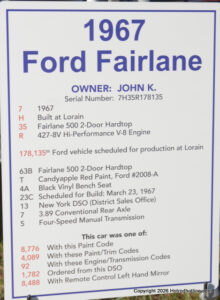 1967
Ford Fairlane
OWNER: JOHN K.
Serial Number: 7H35R178135
7 1967
H Built at Lorain
35 Fairlane 500 2-Door Hardtop
R 427-8V Hi-Performance V-8 Engine
178,135th Ford vehicle scheduled for production at Lorain
63B Fairlane 500 2-Door Hardtop
T Candyapple Red Paint, Ford #2008-A
4A Black Vinyl Bench Seat
23C Scheduled for Build: March 23, 1967
13 New York DSO (District Sales Office)
7 3.89 Conventional Rear Axle
5 Four-Speed Manual Transmission
This car was one of:
8,776 With this Paint Code
4,089 With these Paint/Trim Codes
92 With these Engine/Transmission Codes
1,782 Ordered from this DSO
8,488 With Remote Control Left Hand Mirror
Copyright 2026